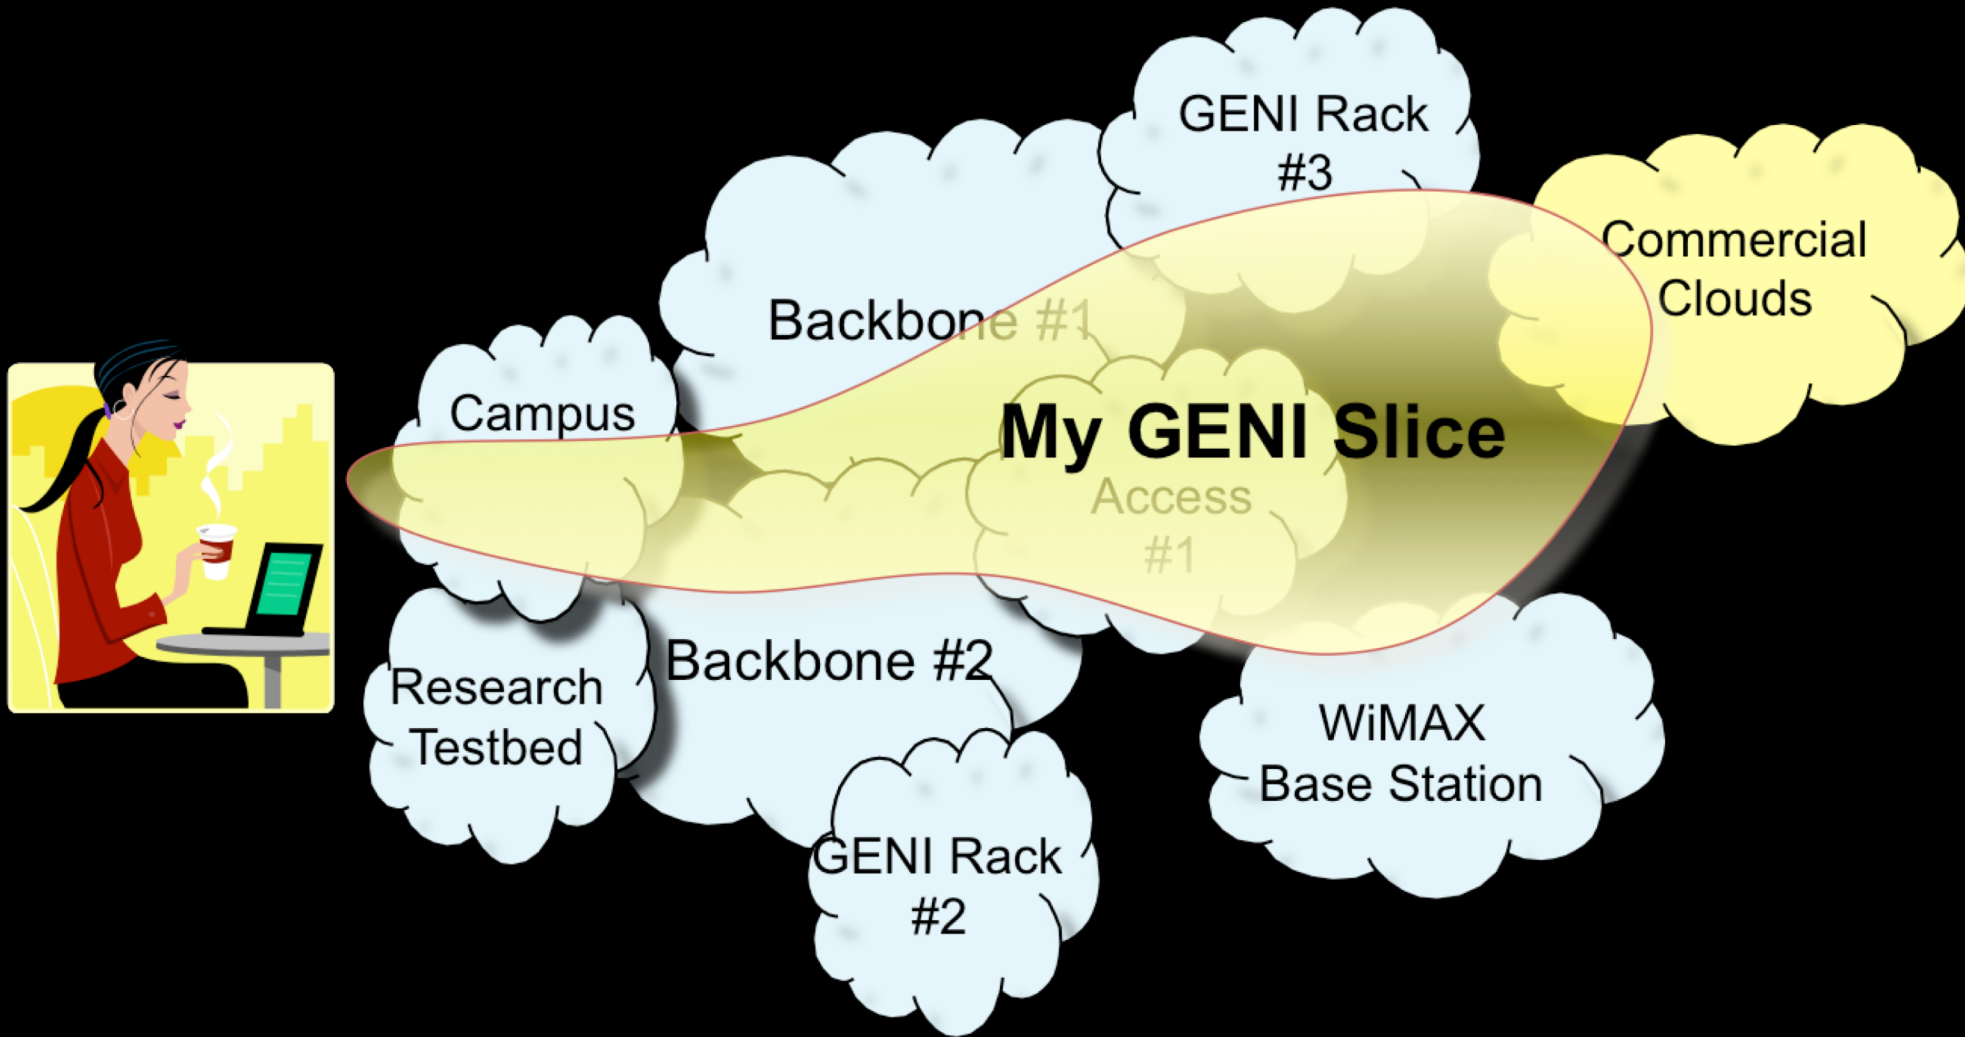 GENI Rack
#3
Commercial
Clouds
Backbone #1
Campus
My GENI Slice
Access
#1
Backbone #2
Research
Testbed
WiMAX
Base Station
GENI Rack
#2